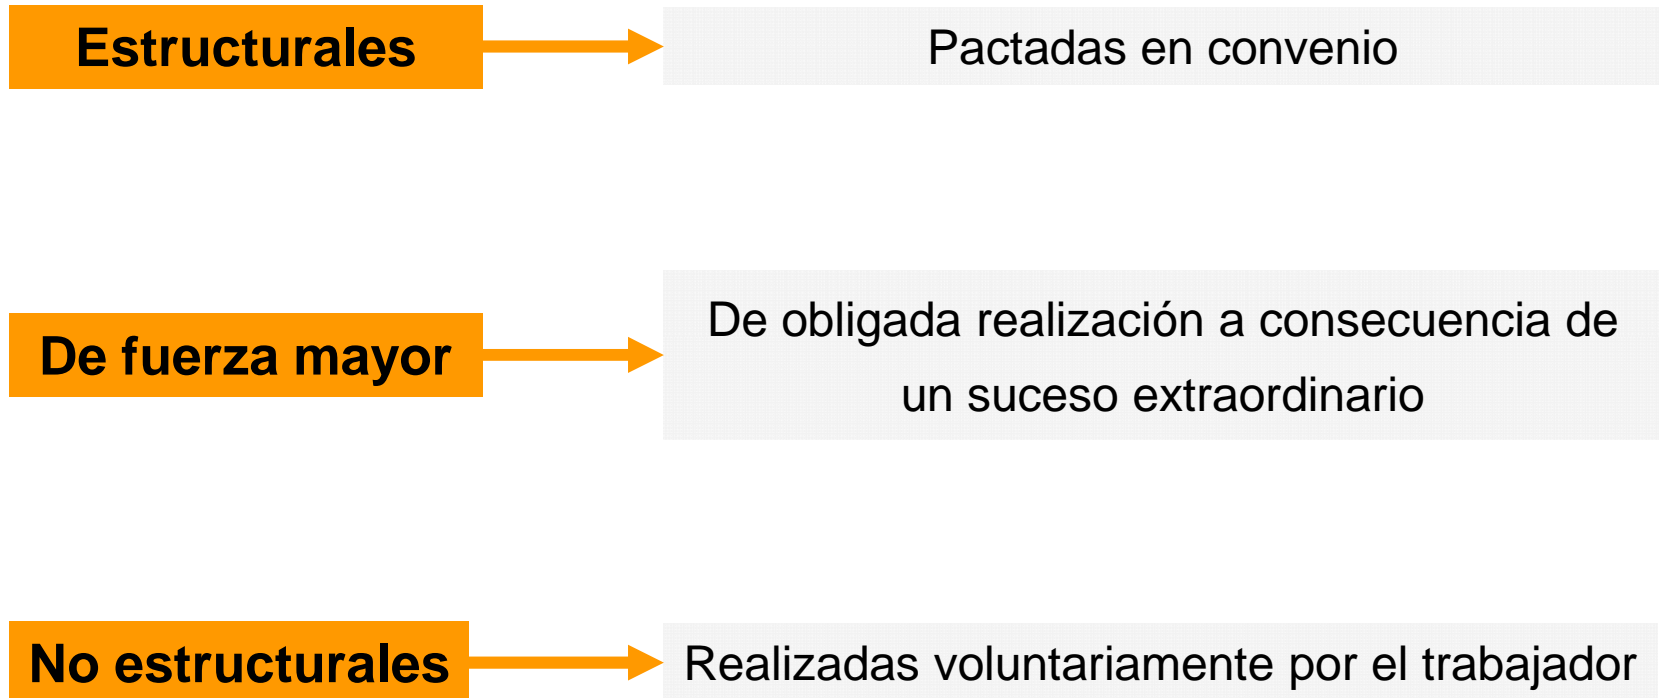 Estructurales
Pactadas en convenio
De fuerza mayor
De obligada realización a consecuencia de
un suceso extraordinario
No estructurales
Realizadas voluntariamente por el trabajador